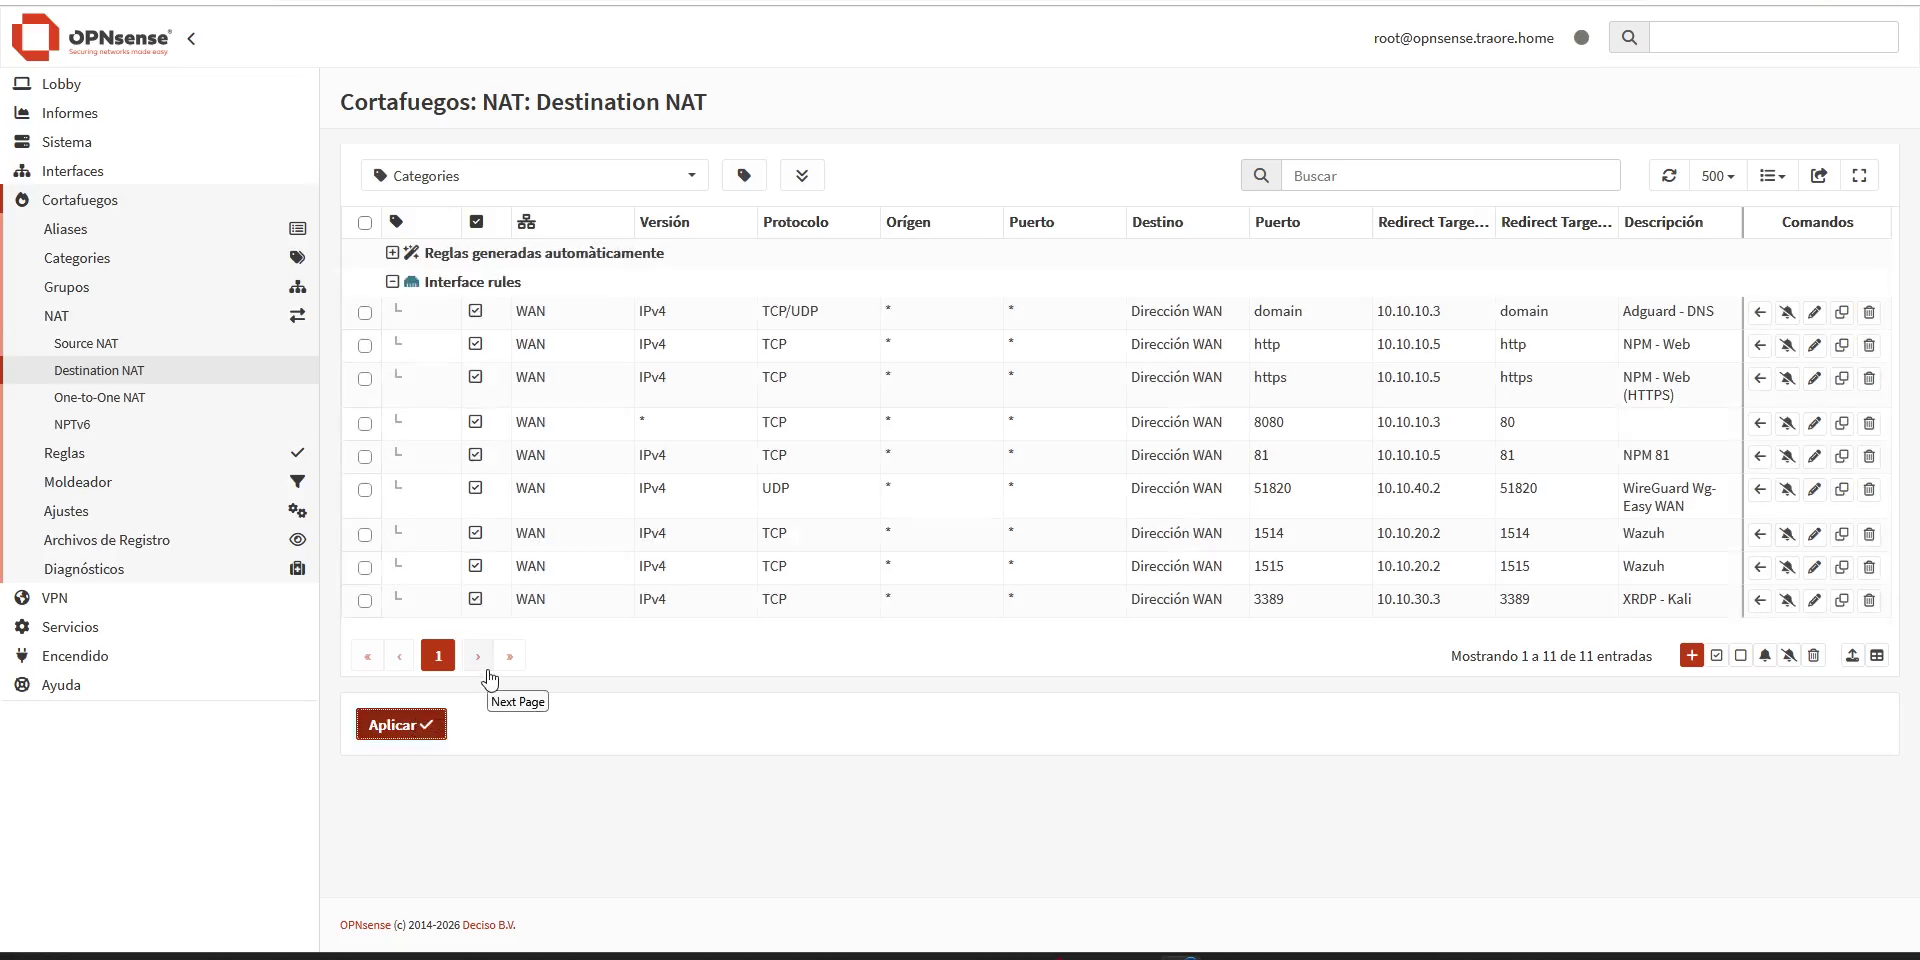 OPNsense®
Securing networks made easy
root@opnsense.traore.home
Lobby
Informes
Sistema
Interfaces
Cortafuegos
Aliases
Categories
Grupos
NAT
Source NAT
Destination NAT
One-to-One NAT
NPTv6
Reglas
Moldeador
Ajustes
Archivos de Registro
Diagnósticos
VPN
Servicios
Encendido
Ayuda
Cortafuegos: NAT: Destination NAT
Categories
Buscar
500
Versión Protocolo Orígen Puerto Destino Puerto Redirect Targe... Redirect Targe... Descripción Comandos
Reglas generadas automàticamente
Interface rules
WAN IPv4 TCP/UDP * * Dirección WAN domain 10.10.10.3 domain Adguard - DNS
WAN IPv4 TCP * * Dirección WAN http 10.10.10.5 http NPM - Web
WAN IPv4 TCP * * Dirección WAN https 10.10.10.5 https NPM - Web
(HTTPS)
WAN * TCP * * Dirección WAN 8080 10.10.10.3 80
WAN IPv4 TCP * * Dirección WAN 81 10.10.10.5 81 NPM 81
WAN IPv4 UDP * * Dirección WAN 51820 10.10.40.2 51820 WireGuard Wg-
Easy WAN
WAN IPv4 TCP * * Dirección WAN 1514 10.10.20.2 1514 Wazuh
WAN IPv4 TCP * * Dirección WAN 1515 10.10.20.2 1515 Wazuh
WAN IPv4 TCP * * Dirección WAN 3389 10.10.30.3 3389 XRDP - Kali
« ‹ 1 › »
Mostrando 1 a 11 de 11 entradas
Next Page
Aplicar
OPNsense (c) 2014-2026 Deciso B.V.